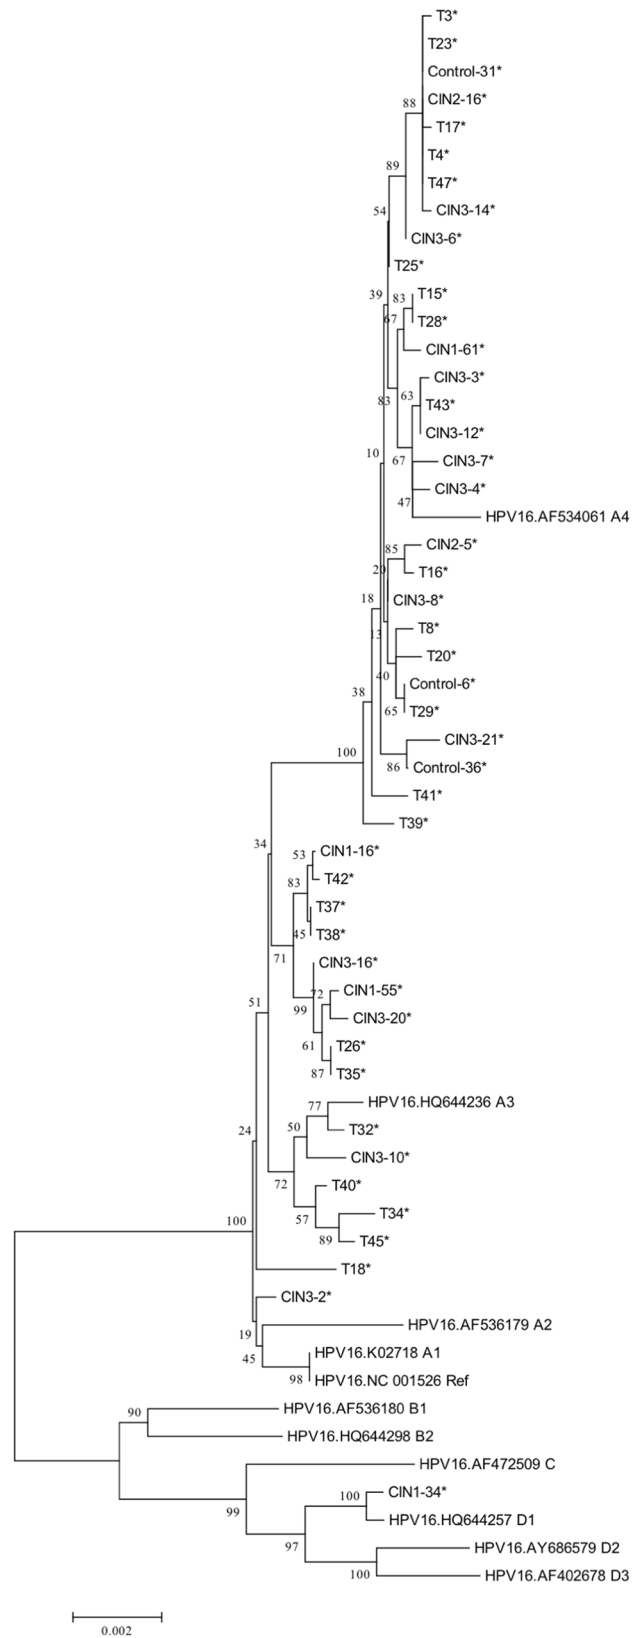 T3*
T23*
Control-31*
88
CIN2-16*
T17*
T4*
89
T47*
54
CIN3-14*
CIN3-6*
T25*
39
83
T15*
67
T28*
CIN1-61*
CIN3-3*
83
63
T43*
CIN3-12*
10
67
CIN3-7*
CIN3-4*
47
HPV16.AF534061 A4
85
CIN2-5*
20
T16*
18
CIN3-8*
13
T8*
T20*
40
Control-6*
38
65
T29*
CIN3-21*
100
86
Control-36*
T41*
T39*
34
53
CIN1-16*
83
T42*
T37*
45
T38*
71
CIN3-16*
72
CIN1-55*
51
99
CIN3-20*
61
T26*
87
T35*
77
HPV16.HQ644236 A3
24
50
T32*
CIN3-10*
72
T40*
57
T34*
100
89
T45*
T18*
CIN3-2*
19
HPV16.AF536179 A2
45
HPV16.K02718 A1
98
HPV16.NC 001526 Ref
90
HPV16.AF536180 B1
HPV16.HQ644298 B2
HPV16.AF472509 C
99
100
CIN1-34*
HPV16.HQ644257 D1
97
HPV16.AY686579 D2
100
HPV16.AF402678 D3
0.002